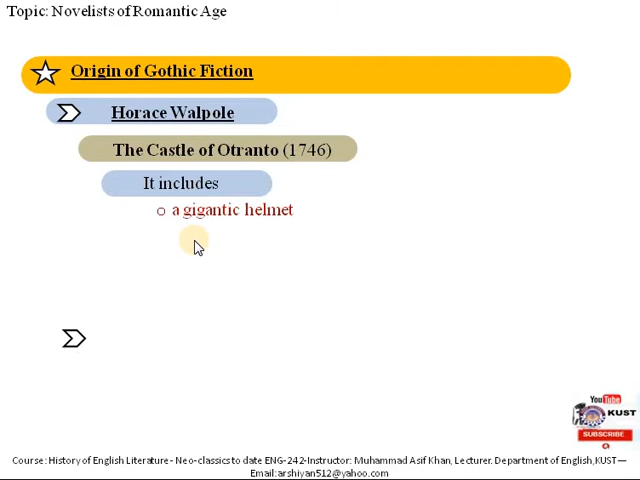 Topic: Novelists of Romantic Age
Origin of Gothic Fiction
Horace Walpole
The Castle of Otranto (1746)
It includes
a gigantic helmet
YouTube
KUST
SUBSCRIBE
Course: History of English Literature- Neo-classics to date ENG-242-Instructor: Muhammad Asif Khan, Lecturer. Department of English,KUST—
Email:arshiyan512@yahoo.com